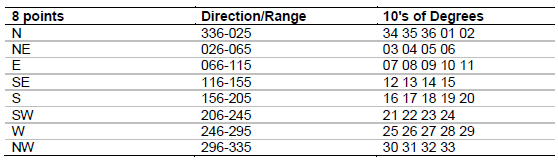 8 points Direction/Range 10's of Degrees
N 336-025 34 35 36 01 02
NE 026-065 03 04 05 06
E 066-115 07 08 09 10 11
SE 116-155 12 13 14 15
S 156-205 16 17 18 19 20
SW 206-245 21 22 23 24
W 246-295 25 26 27 28 29
NW 296-335 30 31 32 33